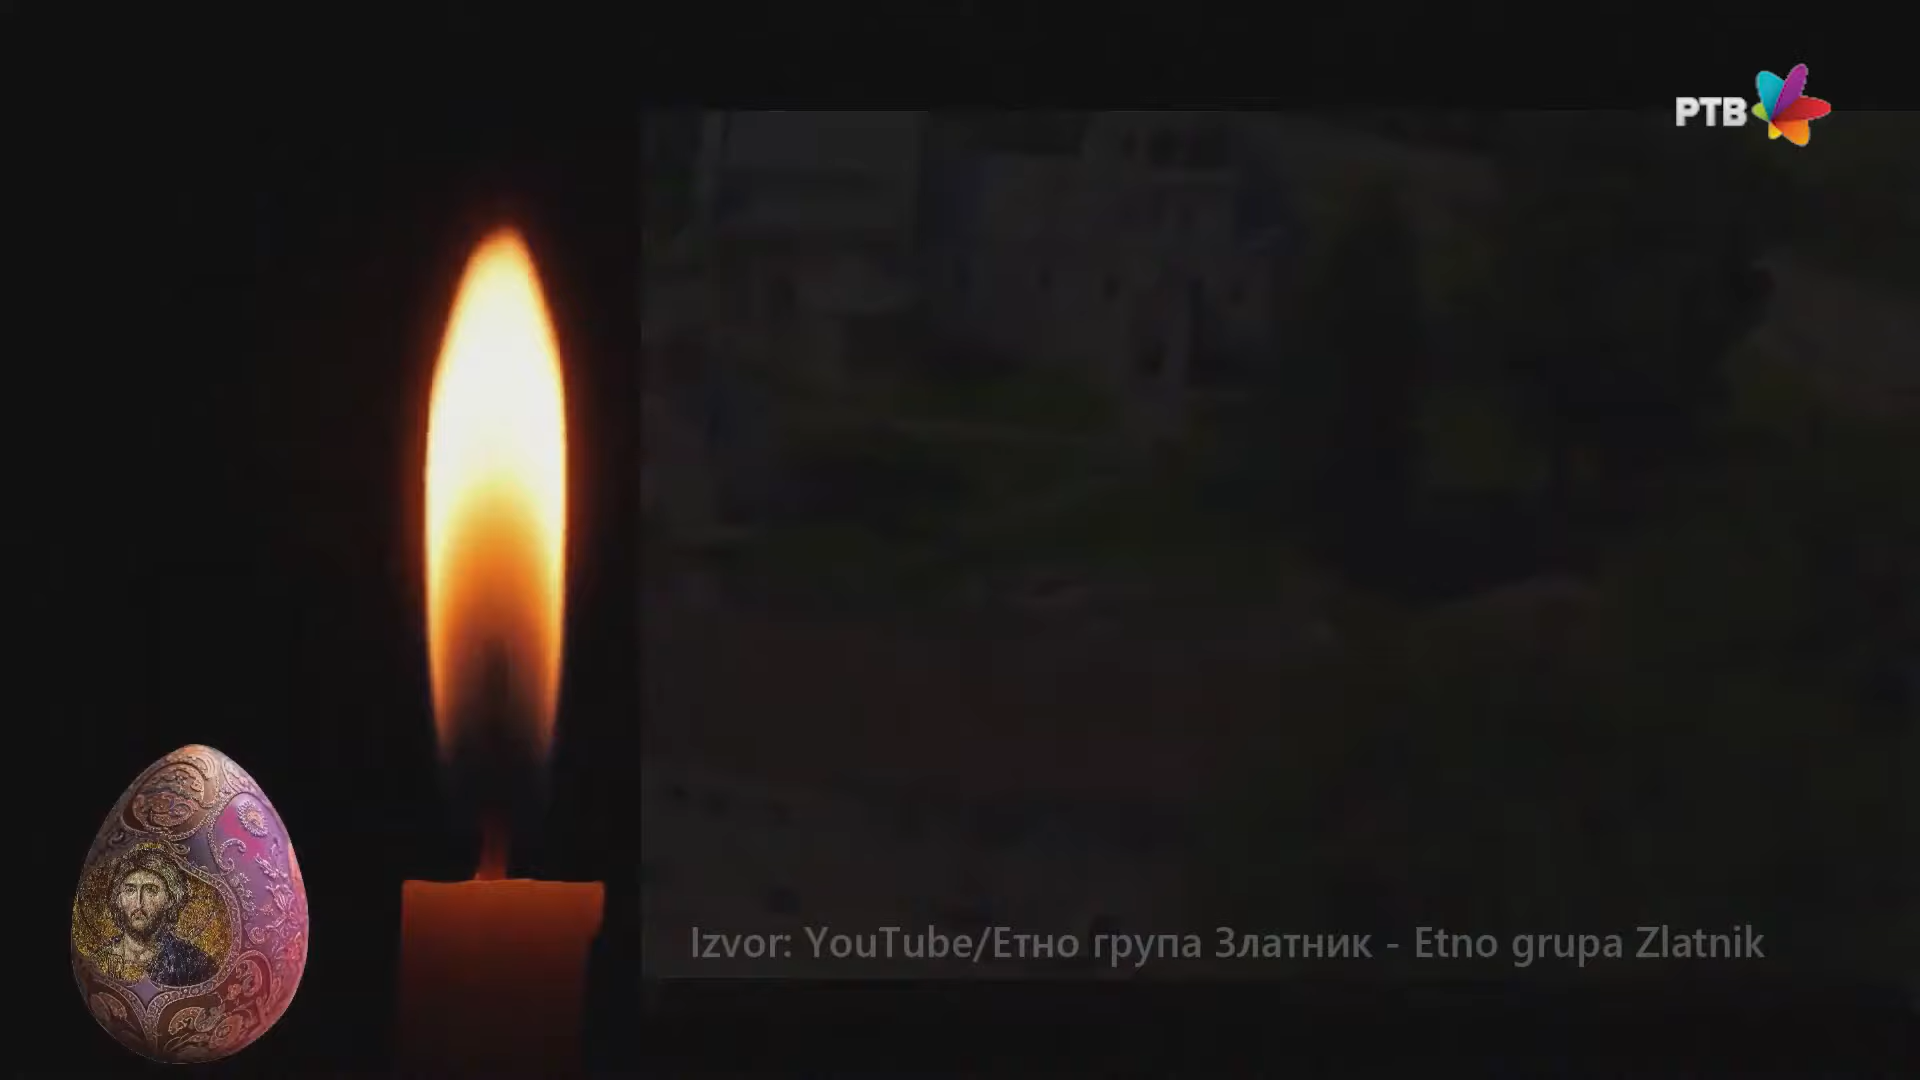 РТВ
Izvor: YouTube/Етно група Златник - Etno grupa Zlatnik